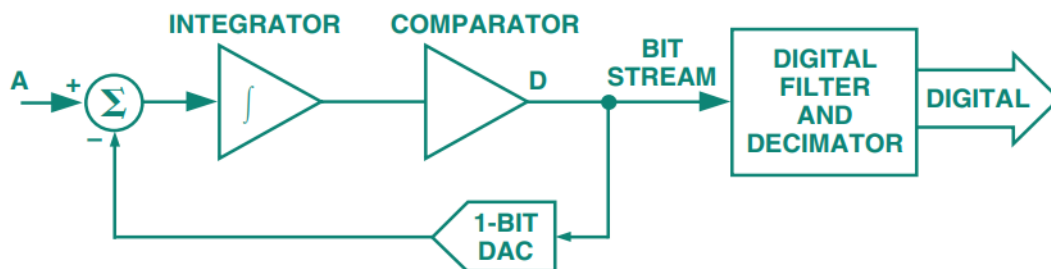 INTEGRATOR
COMPARATOR
A
+
Σ
−
∫
D
BIT
STREAM
DIGITAL
FILTER
AND
DECIMATOR
DIGITAL
1-BIT
DAC